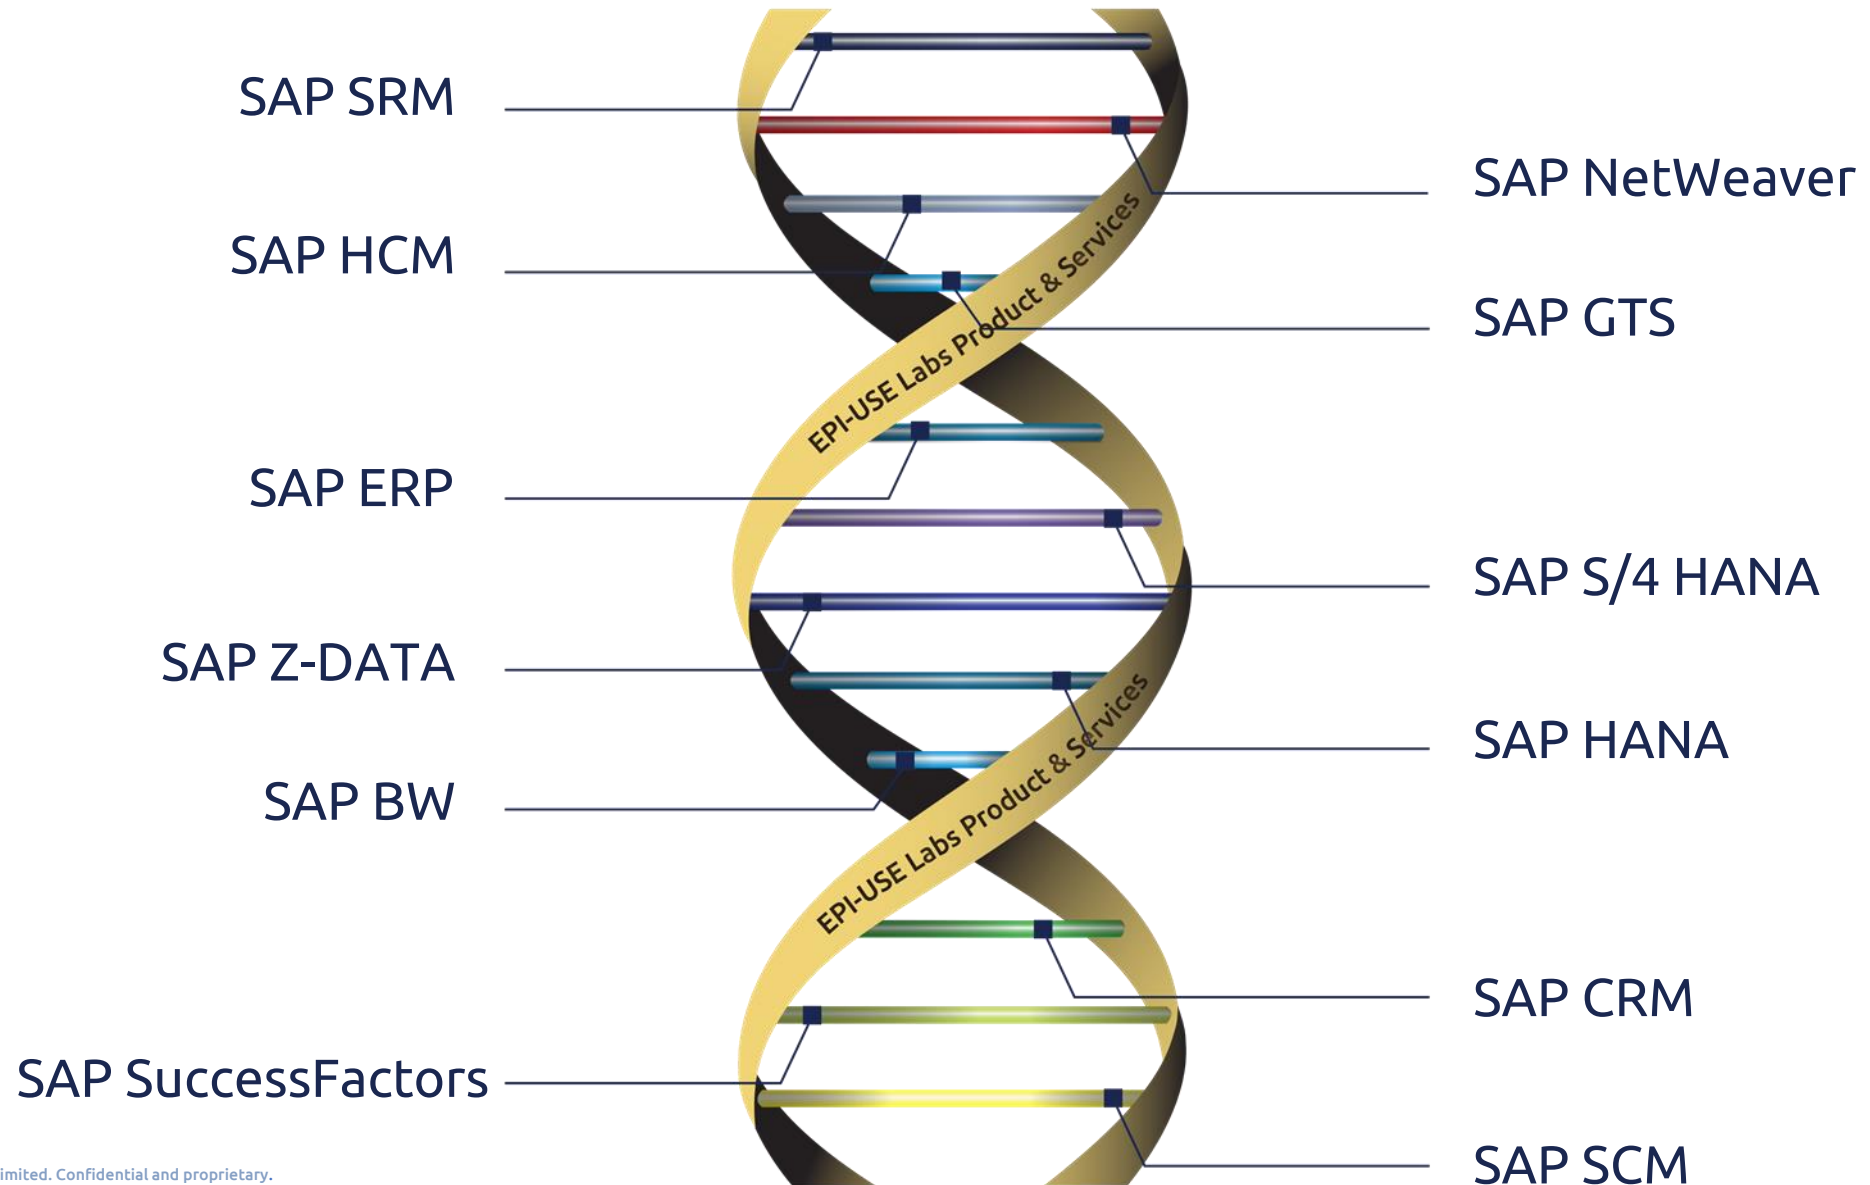 SAP SRM
SAP NetWeaver
SAP HCM
SAP GTS
EPI-USE Labs Product & Services
SAP ERP
SAP S/4 HANA
SAP Z-DATA
SAP HANA
SAP BW
EPI-USE Labs Product & Services
SAP CRM
SAP SuccessFactors
SAP SCM
imited. Confidential and proprietary.